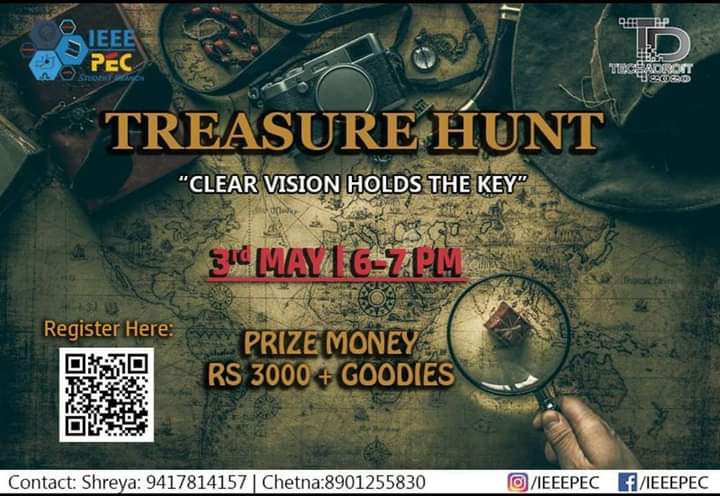 IEEE
PEC
STUDENT BRANCH
TECHADROIT
2020
TREASURE HUNT
“CLEAR VISION HOLDS THE KEY”
3rd MAY | 6-7 PM
Register Here:
PRIZE MONEY
RS 3000 + GOODIES
Contact: Shreya: 9417814157 | Chetna:8901255830
/IEEEPEC
/IEEEPEC